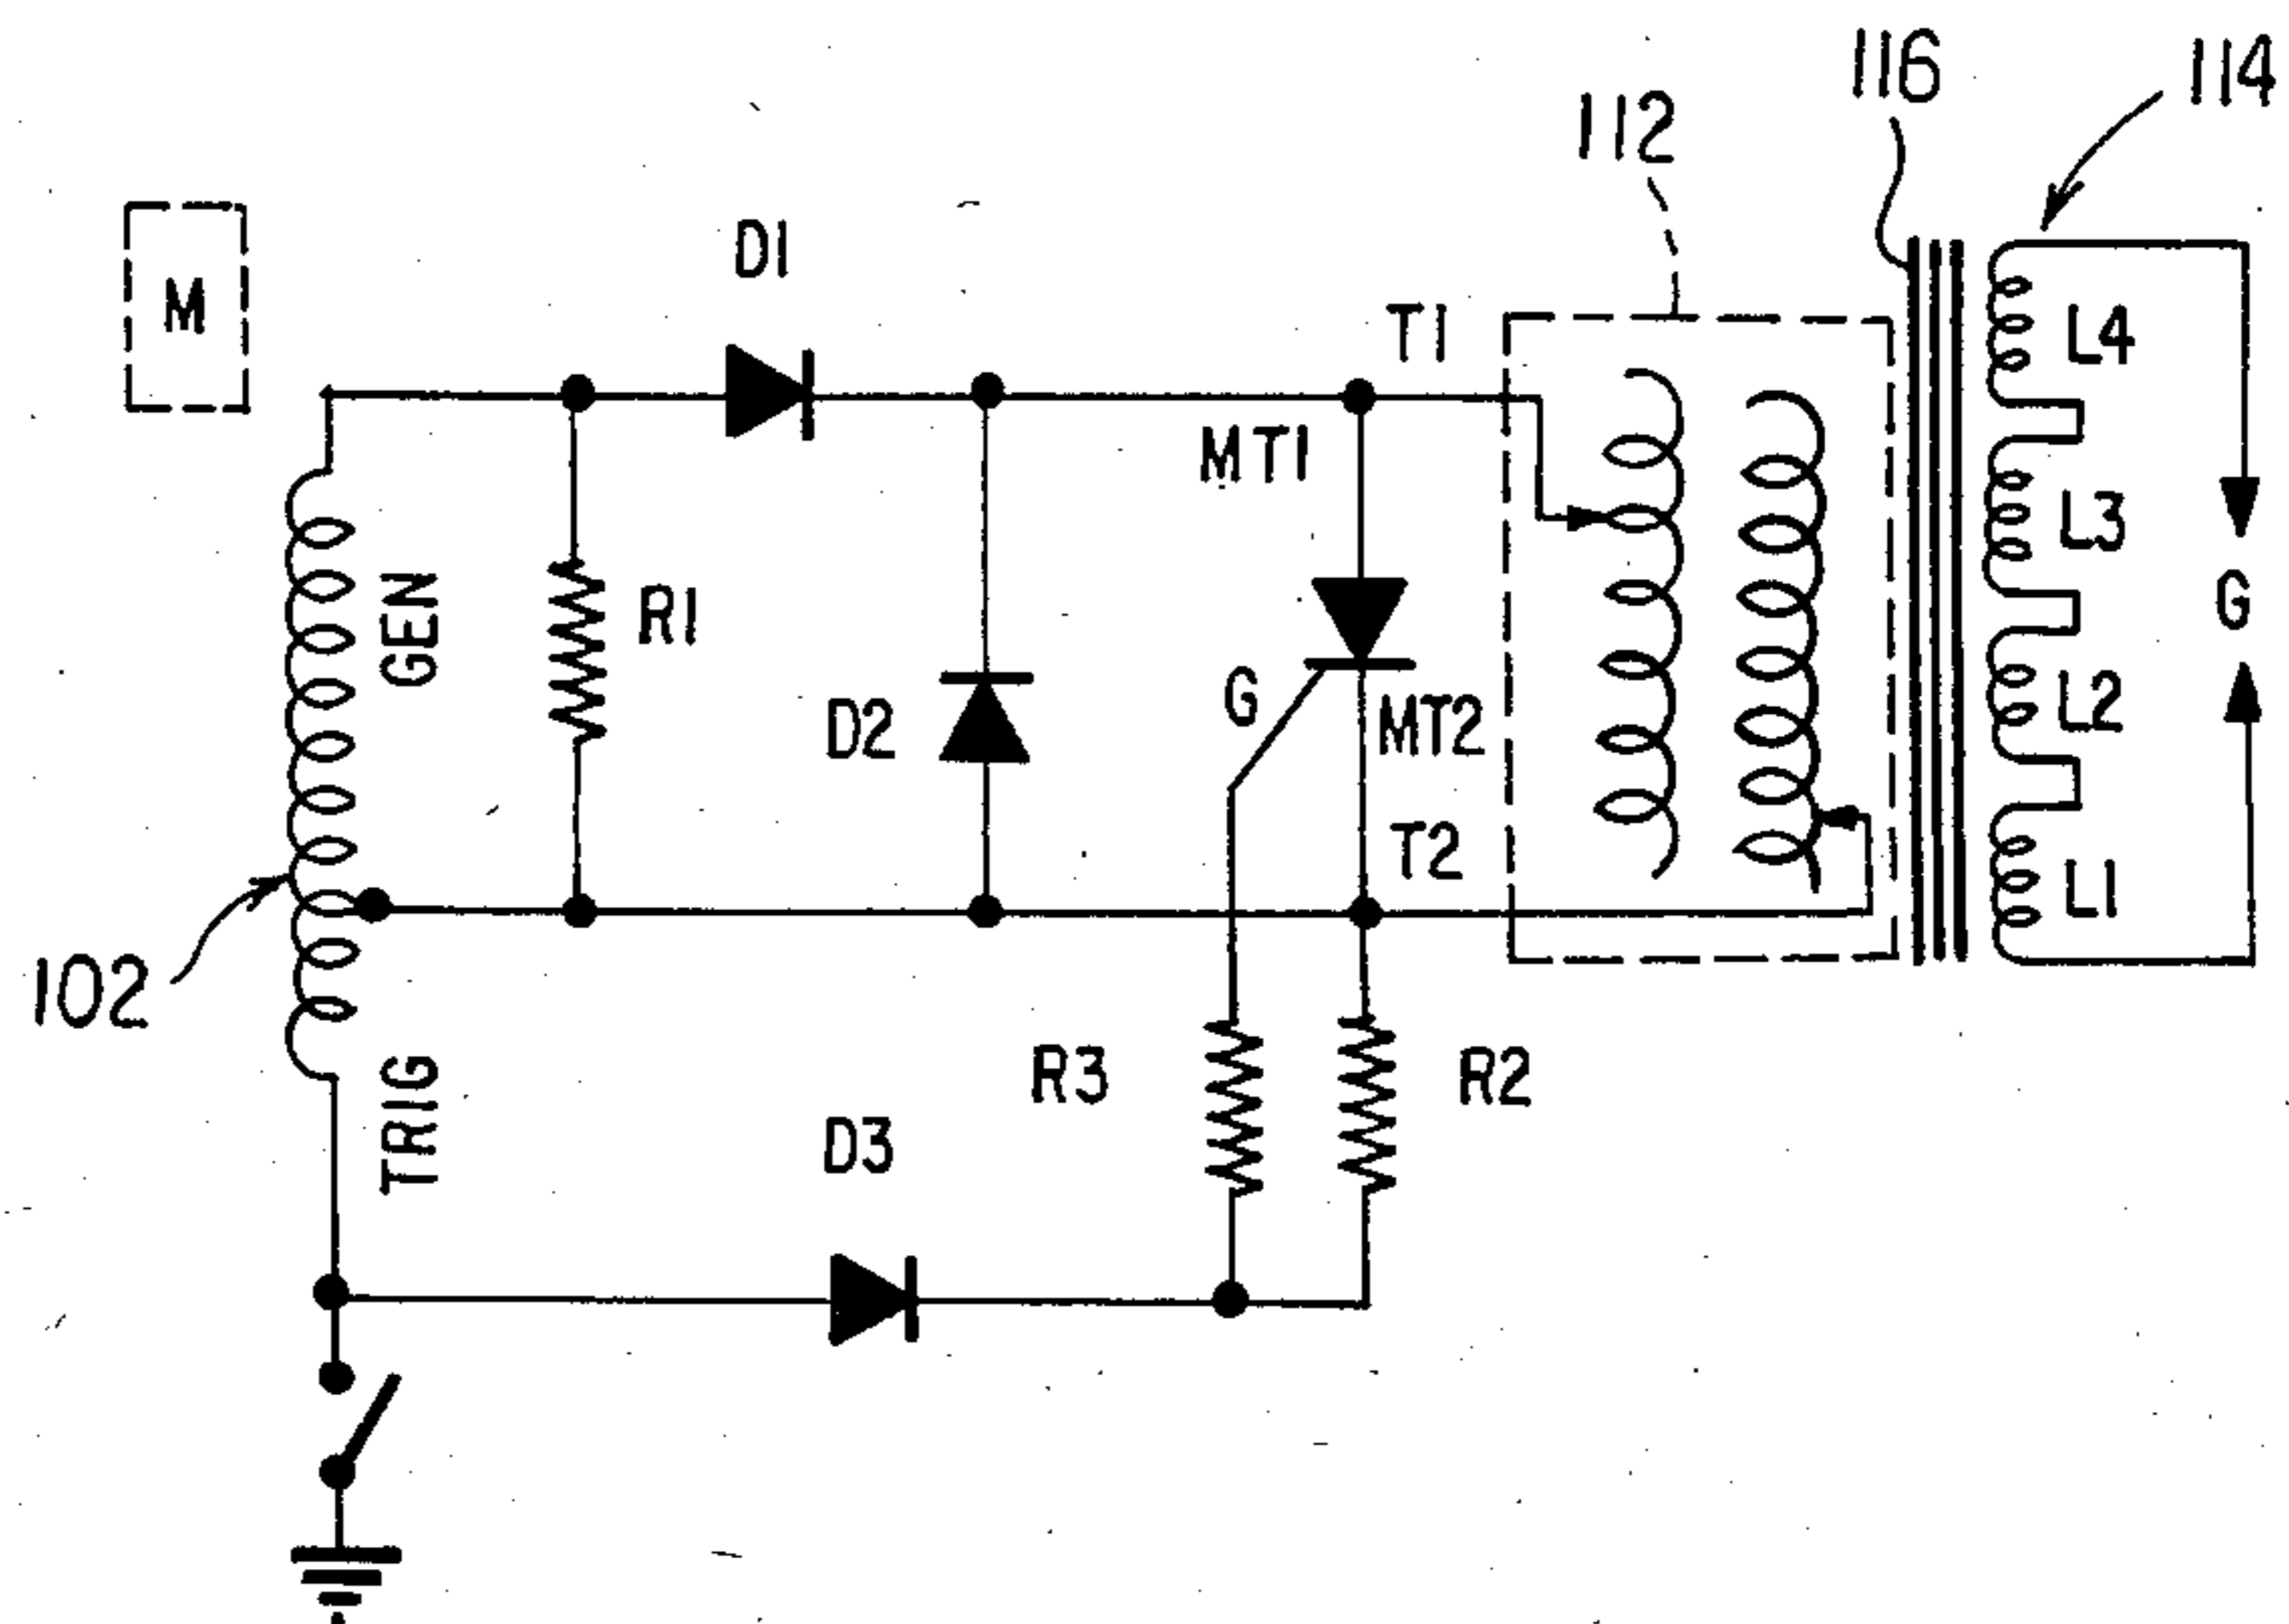 116
114
112
D1
M
T1
L4
MT1
L3
GEN
R1
G
G
D2
MT2
L2
T2
L1
102
R3
R2
TRIG
D3